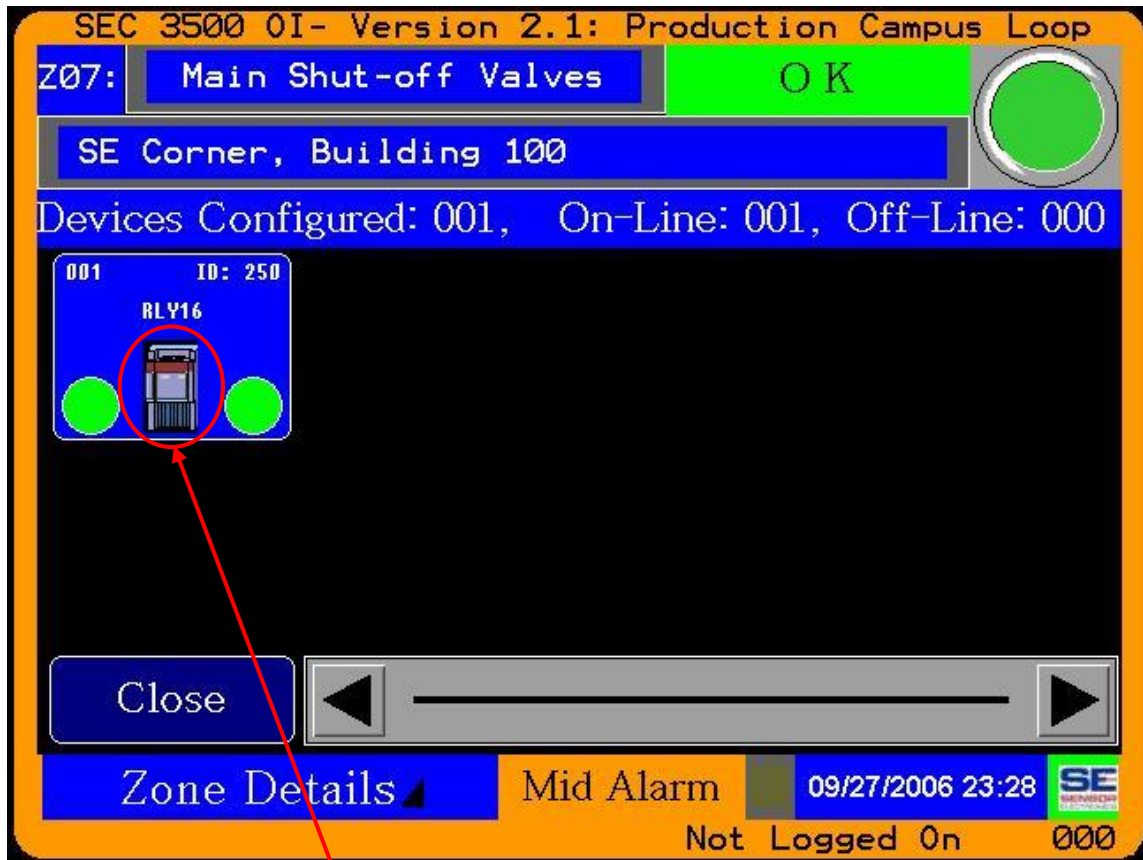 SEC 3500 OI- Version 2.1: Production Campus Loop
Z07: Main Shut-off Valves OK
SE Corner, Building 100
Devices Configured: 001, On-Line: 001, Off-Line: 000
001 ID: 250
RLY16
Close
Zone Details Mid Alarm 09/27/2006 23:28 SE
SENSOR
Not Logged On 000